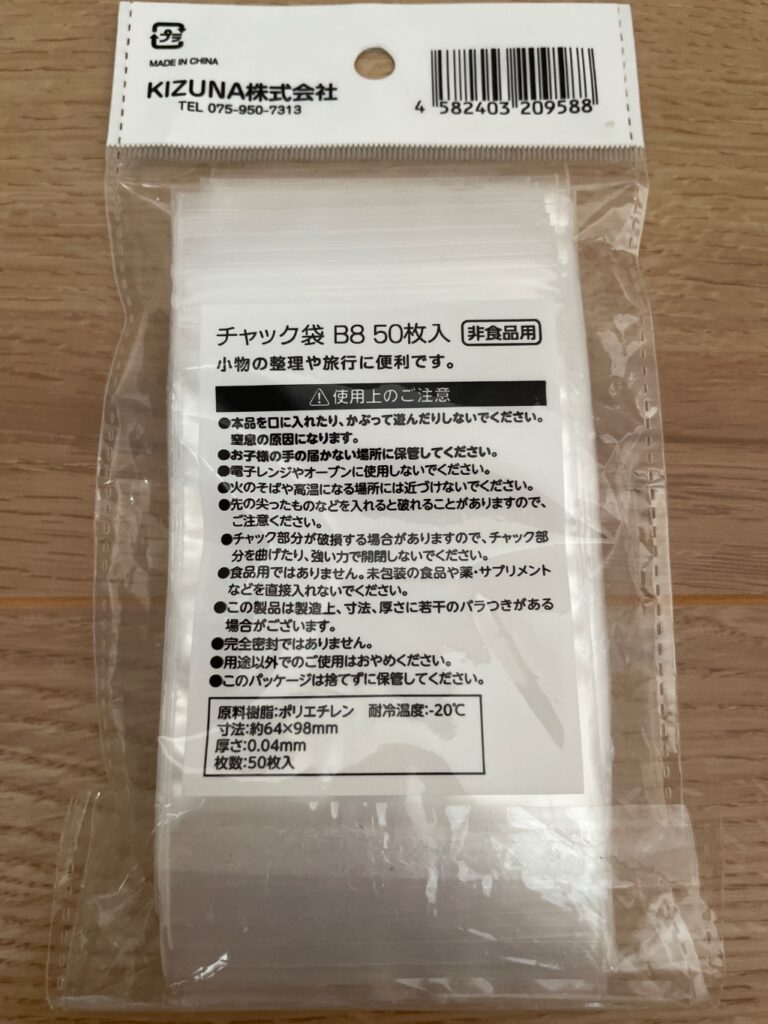 プラ
MADE IN CHINA
KIZUNA株式会社
TEL 075-950-7313
4 582403 209588
チャック袋 B8 50枚入 非食品用
小物の整理や旅行に便利です。
⚠使用上のご注意
●本品を口に入れたり、かぶって遊んだりしないでください。
窒息の原因になります。
●お子様の手の届かない場所に保管してください。
●電子レンジやオーブンに使用しないでください。
●火のそばや高温になる場所には近づけないでください。
●先の尖ったものなどを入れると破れることがありますので、
ご注意ください。
●チャック部分が破損する場合がありますので、チャック部
分を曲げたり、強い力で開閉しないでください。
●食品用ではありません。未包装の食品や薬・サプリメント
などを直接入れないでください。
●この製品は製造上、寸法、厚さに若干のバラつきがある
場合がございます。
●完全密封ではありません。
●用途以外でのご使用はおやめください。
●このパッケージは捨てずに保管してください。
原料樹脂:ポリエチレン 耐冷温度:-20℃
寸法:約64×98mm
厚さ:0.04mm
枚数:50枚入